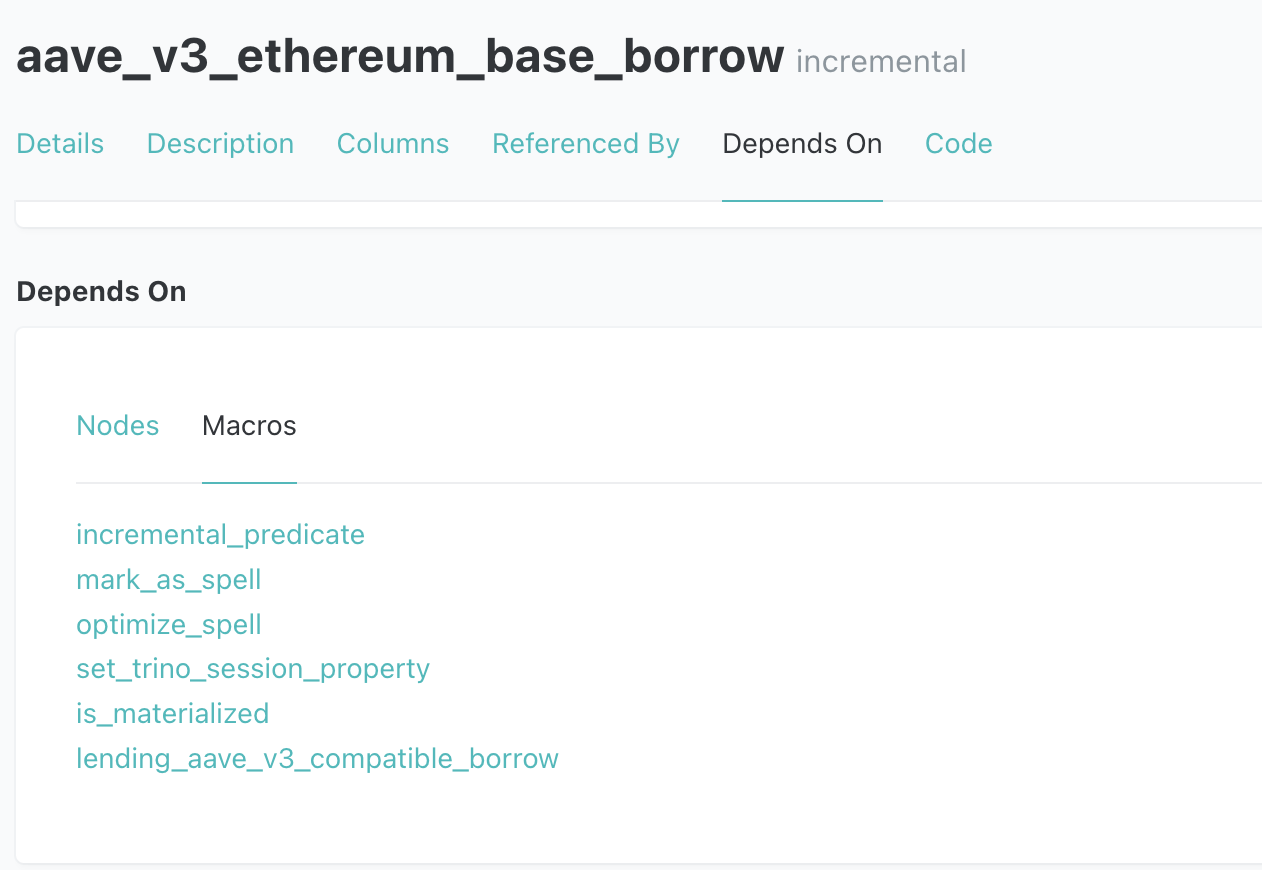 aave_v3_ethereum_base_borrow incremental
Details Description Columns Referenced By Depends On Code
Depends On
Nodes Macros
incremental_predicate
mark_as_spell
optimize_spell
set_trino_session_property
is_materialized
lending_aave_v3_compatible_borrow